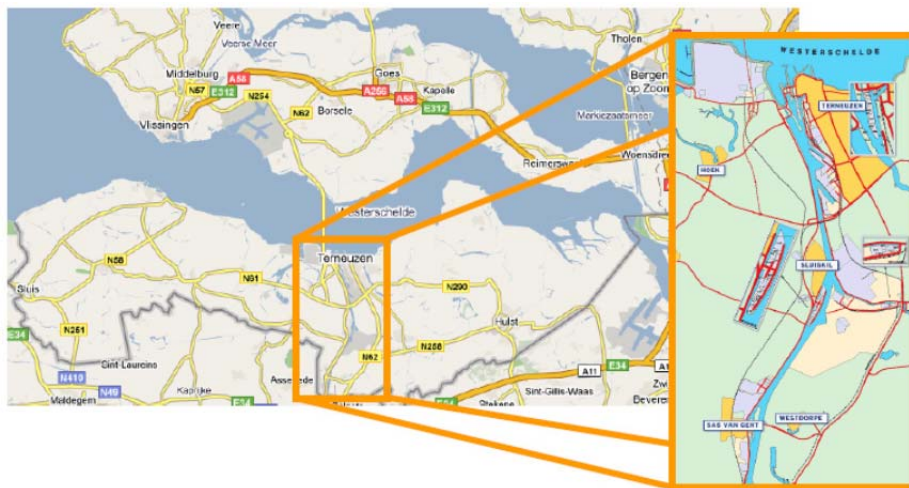 Veere
Veerse Meer
Tholen
Middelburg
A58
Goes
Bergen
op Zoom
N57
E312
N254
A256
A58
Kapelle
Vlissingen
N62
Borsele
E312
Markiezaatsmeer
Reimerswaal
Woensdrecht
Westerschelde
Terneuzen
N58
N61
Sluis
N290
Hulst
N251
N62
N258
E34
Sint-Laureins
A11
E34
N410
Kaprijke
Assenede
Sint-Gillis-Waas
N49
Maldegem
E34
Stekene
Beveren
WESTERSCHELDE
TERNEUZEN
HOEK
SLUISKIL
SAS VAN GENT
WESTDORPE